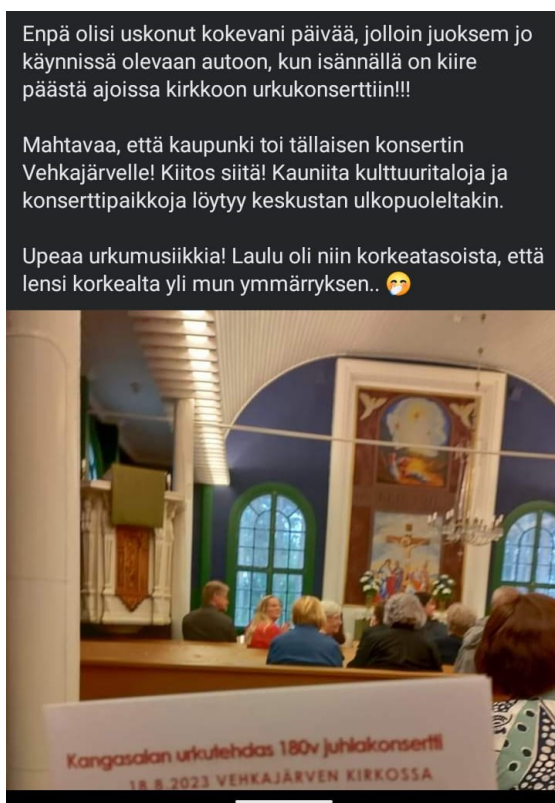 Enpä olisi uskonut kokevani päivää, jolloin juoksem jo
käynnissä olevaan autoon, kun isännällä on kiire
päästä ajoissa kirkkoon urkukonserttiin!!!
Mahtavaa, että kaupunki toi tällaisen konsertin
Vehkajärvelle! Kiitos siitä! Kauniita kulttuuritaloja ja
konserttipaikkoja löytyy keskustan ulkopuoleltakin.
Upeaa urkumusiikkia! Laulu oli niin korkeatasoista, että
lensi korkealta yli mun ymmärryksen.. 🤭
Kangasalan urkutehdas 180v juhlakonsertti
18.8.2023 VEHKAJÄRVEN KIRKOSSA